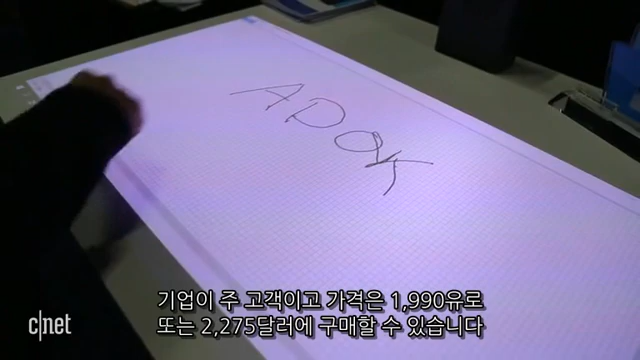 ADOK
기업이 주 고객이고 가격은 1,990유로
또는 2,275달러에 구매할 수 있습니다
c|net